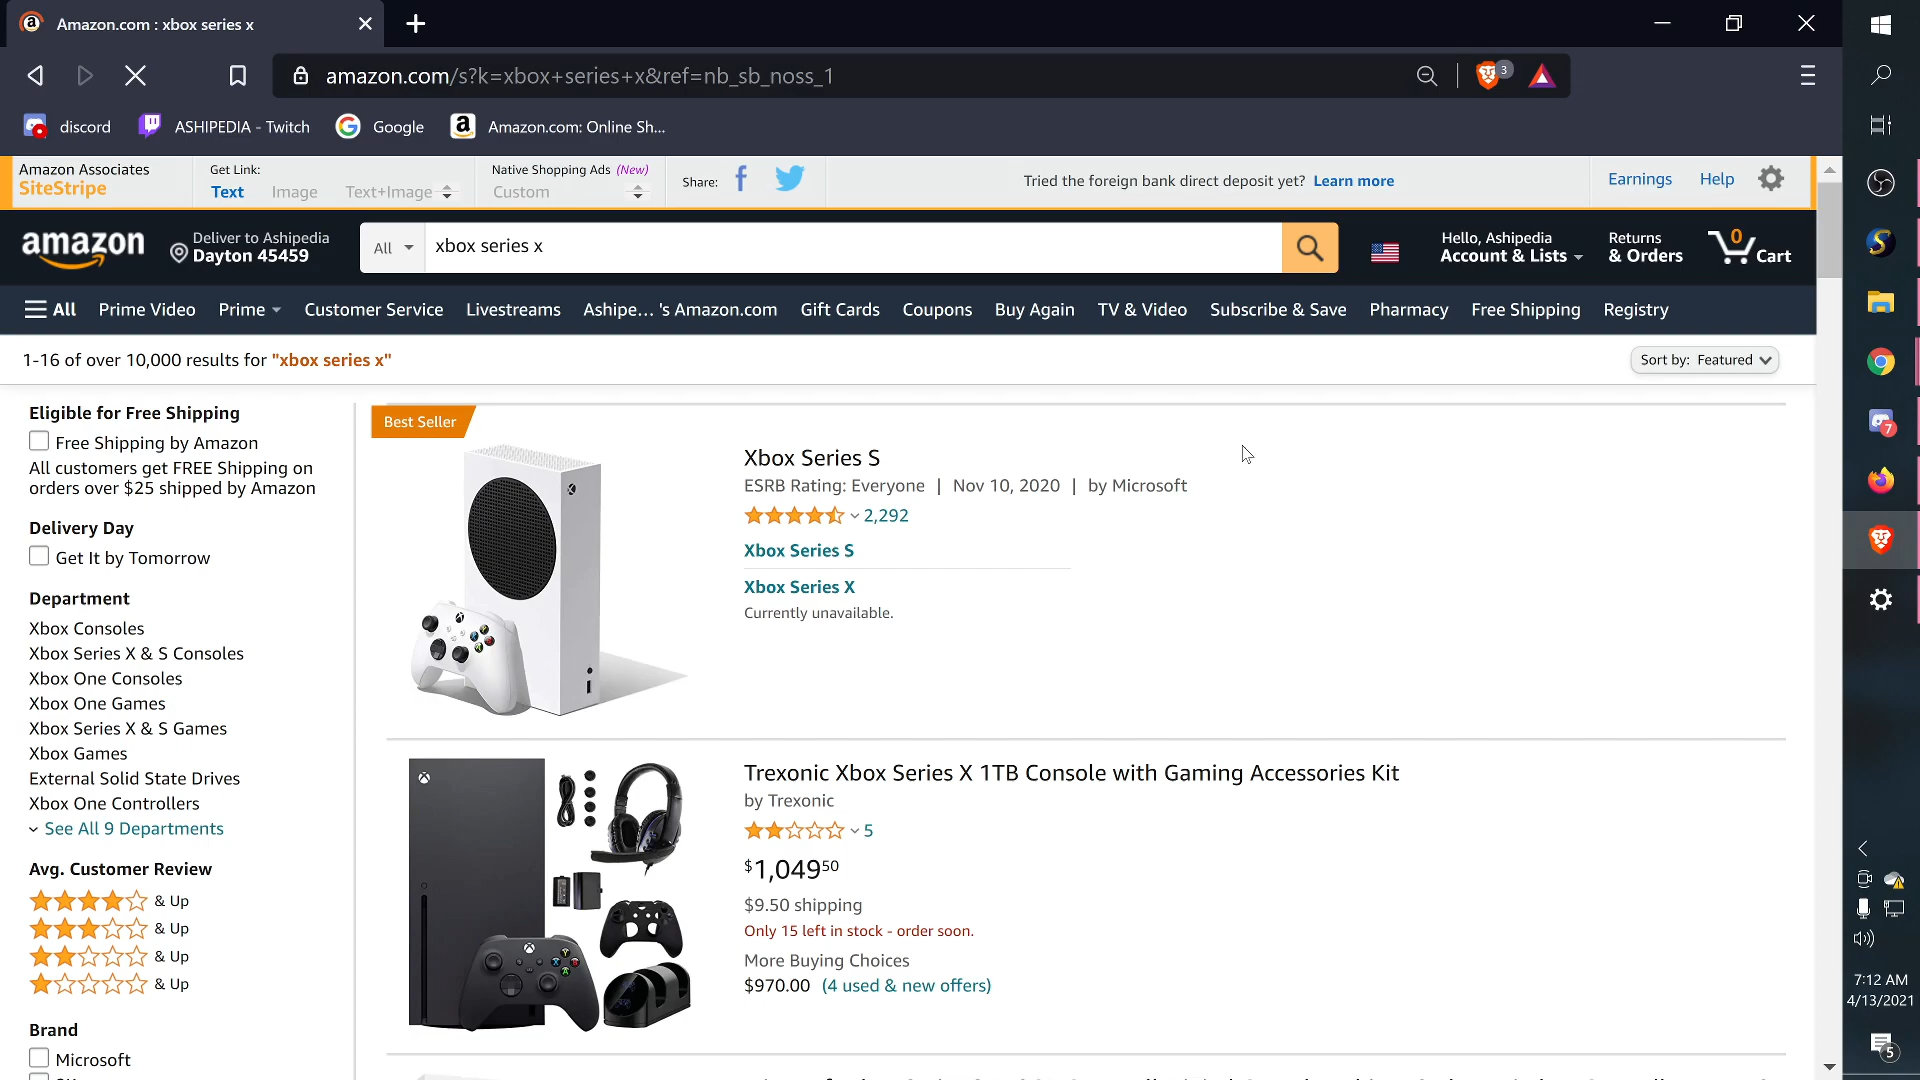 Amazon.com : xbox series x
amazon.com/s?k=xbox+series+x&ref=nb_sb_noss_1
3
discord
ASHIPEDIA - Twitch
Google
Amazon.com: Online Sh...
Amazon Associates
SiteStripe
Get Link:
Text
Image
Text+Image
Native Shopping Ads (New)
Custom
Share:
Tried the foreign bank direct deposit yet? Learn more
Earnings
Help
amazon
Deliver to Ashipedia
Dayton 45459
All
xbox series x
Hello, Ashipedia
Account & Lists
Returns
& Orders
0
Cart
All
Prime Video
Prime
Customer Service
Livestreams
Ashipe... 's Amazon.com
Gift Cards
Coupons
Buy Again
TV & Video
Subscribe & Save
Pharmacy
Free Shipping
Registry
1-16 of over 10,000 results for "xbox series x"
Sort by: Featured
Eligible for Free Shipping
Free Shipping by Amazon
All customers get FREE Shipping on
orders over $25 shipped by Amazon
Delivery Day
Get It by Tomorrow
Department
Xbox Consoles
Xbox Series X & S Consoles
Xbox One Consoles
Xbox One Games
Xbox Series X & S Games
Xbox Games
External Solid State Drives
Xbox One Controllers
See All 9 Departments
Avg. Customer Review
& Up
& Up
& Up
& Up
Brand
Microsoft
Best Seller
Xbox Series S
ESRB Rating: Everyone | Nov 10, 2020 | by Microsoft
2,292
Xbox Series S
Xbox Series X
Currently unavailable.
Trexonic Xbox Series X 1TB Console with Gaming Accessories Kit
by Trexonic
5
$1,04950
$9.50 shipping
Only 15 left in stock - order soon.
More Buying Choices
$970.00 (4 used & new offers)
7
7:12 AM
4/13/2021
5